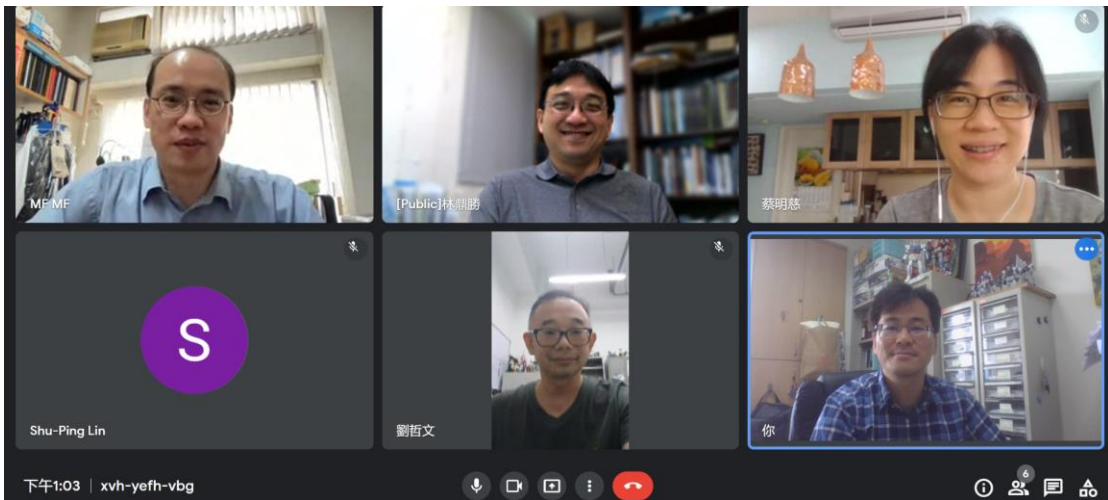 MF MF
[Public]林鼎勝
蔡明慈
S
Shu-Ping Lin
劉哲文
你
下午1:03 | xvh-yefh-vbg
6